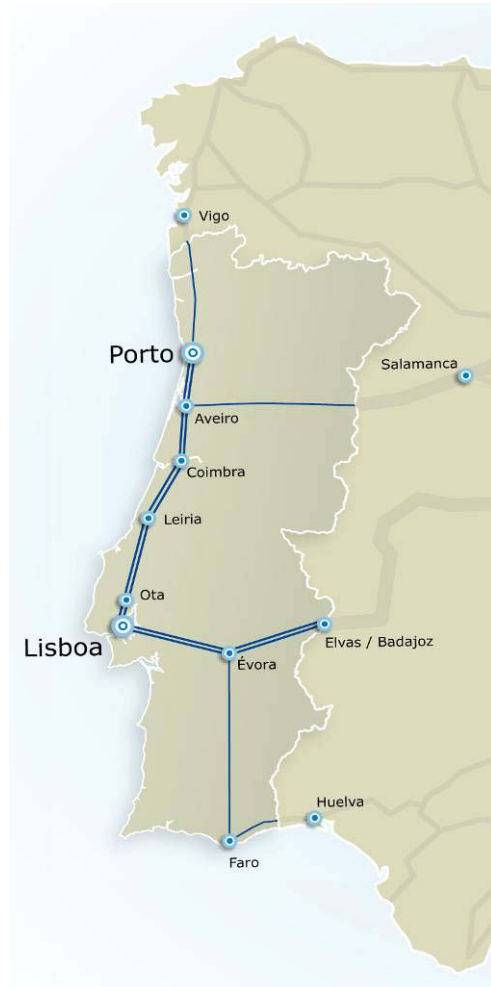 Vigo
Porto
Salamanca
Aveiro
Coimbra
Leiria
Ota
Lisboa
Elvas / Badajoz
Évora
Huelva
Faro